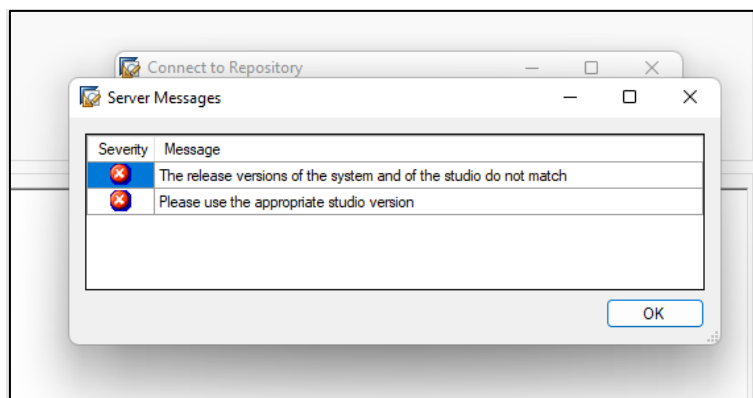 Connect to Repository
Server Messages
Severity Message
The release versions of the system and of the studio do not match
Please use the appropriate studio version
OK